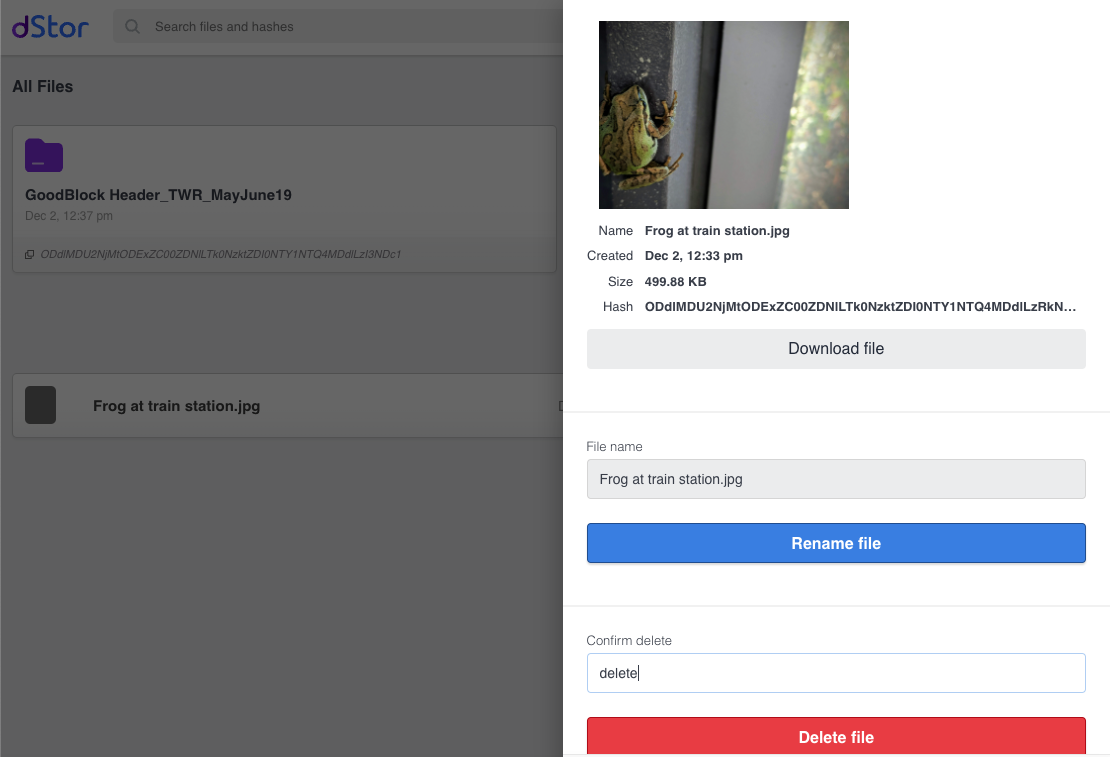 dStor
Search files and hashes
All Files
GoodBlock Header_TWR_MayJune19
Dec 2, 12:37 pm
Frog at train station.jpg
Name Frog at train station.jpg
Created Dec 2, 12:33 pm
Size 499.88 KB
Hash ODdlMDU2NjMtODExZC00ZDNlLTk0NzktZDI0NTY1NTQ4MDdlLzRkN...
Download file
File name
Frog at train station.jpg
Rename file
Confirm delete
delete
Delete file